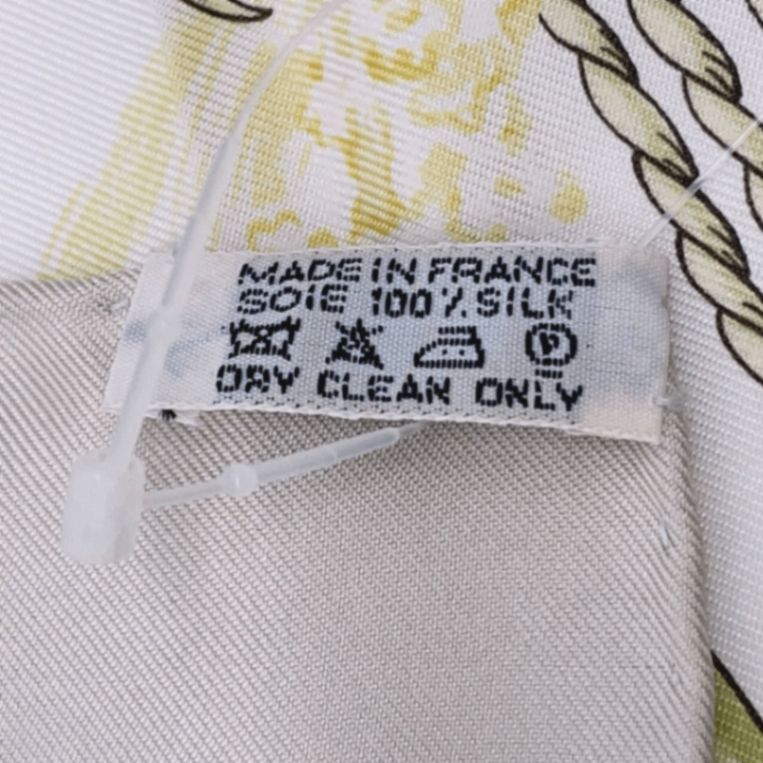 MADE IN FRANCE
SOIE 100% SILK
P
DRY CLEAN ONLY